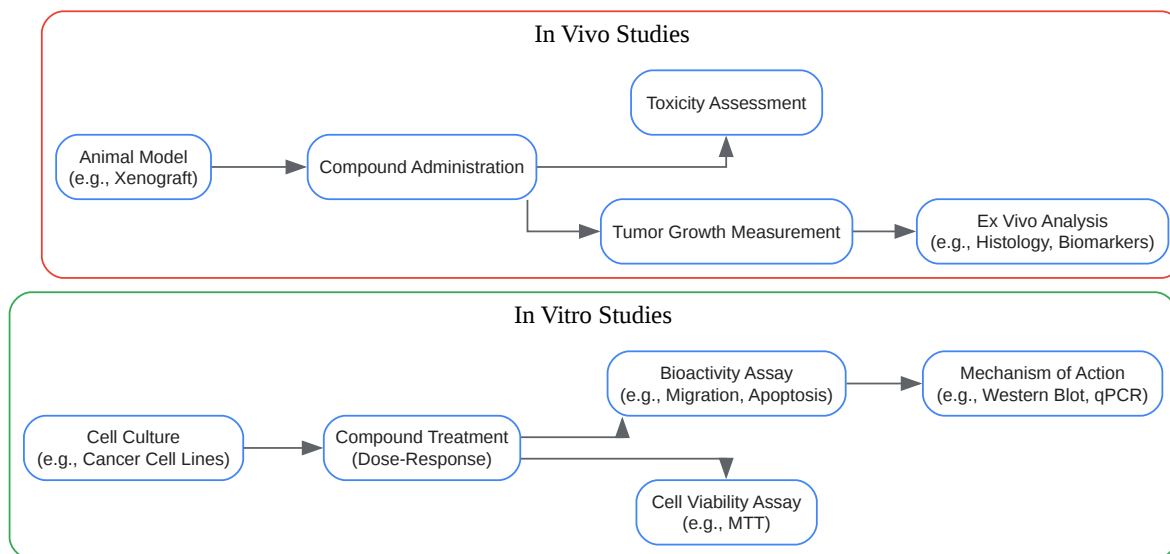 In Vivo Studies
Toxicity Assessment
Animal Model
(e.g., Xenograft)
Compound Administration
Tumor Growth Measurement
Ex Vivo Analysis
(e.g., Histology, Biomarkers)
In Vitro Studies
Bioactivity Assay
(e.g., Migration, Apoptosis)
Mechanism of Action
(e.g., Western Blot, qPCR)
Cell Culture
(e.g., Cancer Cell Lines)
Compound Treatment
(Dose-Response)
Cell Viability Assay
(e.g., MTT)